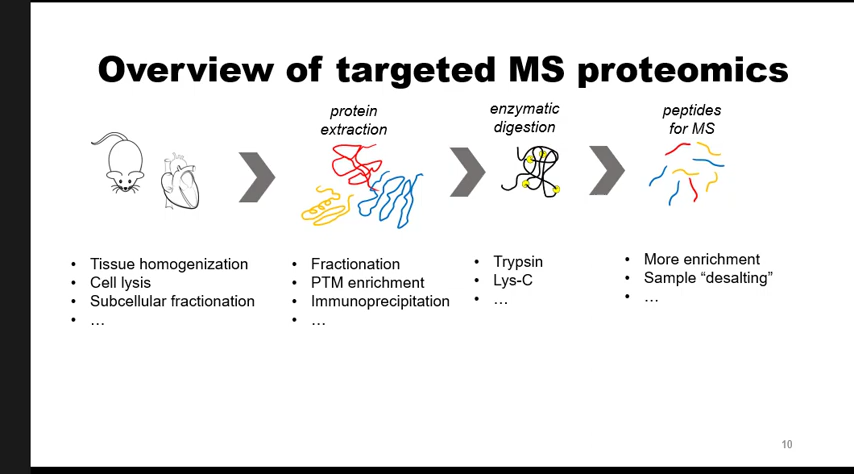 Overview of targeted MS proteomics
protein
extraction
enzymatic
digestion
peptides
for MS
• Tissue homogenization
• Cell lysis
• Subcellular fractionation
• …
• Fractionation
• PTM enrichment
• Immunoprecipitation
• …
• Trypsin
• Lys-C
• …
• More enrichment
• Sample “desalting”
• …
10